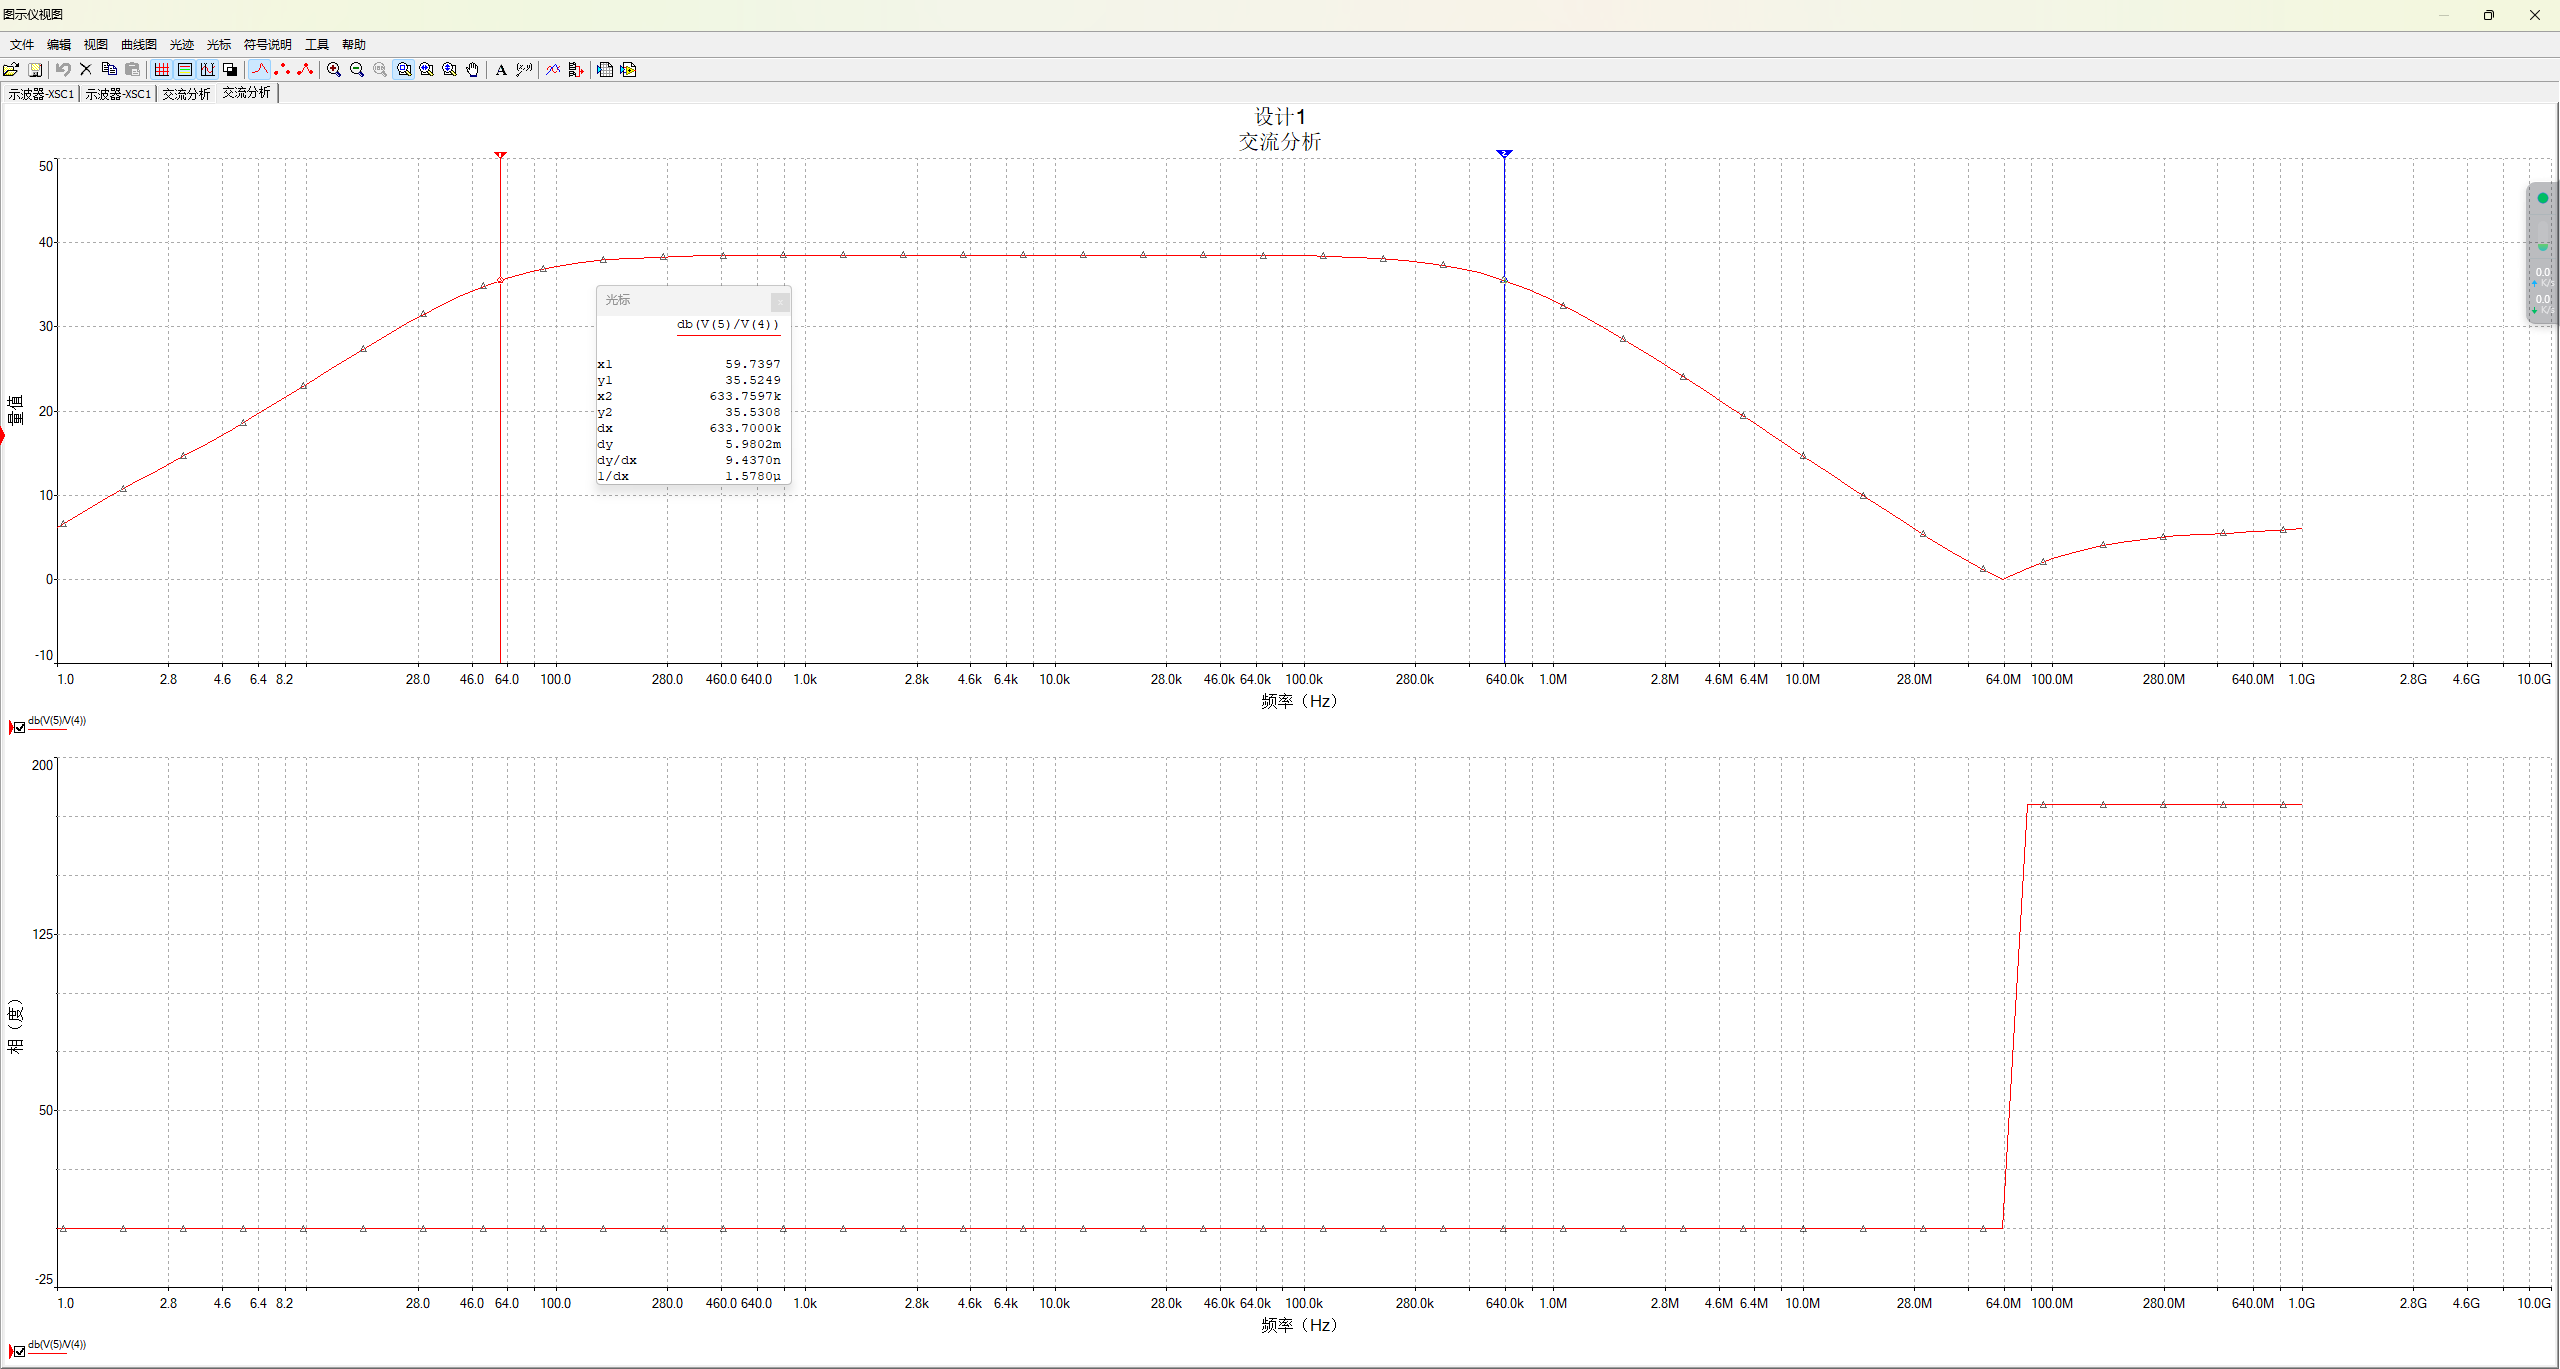 图示仪视图
文件 编辑 视图 曲线图 光迹 光标 符号说明 工具 帮助
示波器-XSC1 示波器-XSC1 交流分析 交流分析
设计1
交流分析
50
40
30
20
10
0
-10
量值
光标
db(V(5)/V(4))
x1 59.7397
y1 35.5249
x2 633.7597k
y2 35.5308
dx 633.7000k
dy 5.9802m
dy/dx 9.4370n
1/dx 1.5780μ
0.0
K/s
0.0
K/s
1.0 2.8 4.6 6.4 8.2 28.0 46.0 64.0 100.0 280.0 460.0 640.0 1.0k 2.8k 4.6k 6.4k 10.0k 28.0k 46.0k 64.0k 100.0k 280.0k 640.0k 1.0M 2.8M 4.6M 6.4M 10.0M 28.0M 64.0M 100.0M 280.0M 640.0M 1.0G 2.8G 4.6G 10.0G
频率（Hz）
db(V(5)/V(4))
200
125
50
-25
相（度）
1.0 2.8 4.6 6.4 8.2 28.0 46.0 64.0 100.0 280.0 460.0 640.0 1.0k 2.8k 4.6k 6.4k 10.0k 28.0k 46.0k 64.0k 100.0k 280.0k 640.0k 1.0M 2.8M 4.6M 6.4M 10.0M 28.0M 64.0M 100.0M 280.0M 640.0M 1.0G 2.8G 4.6G 10.0G
频率（Hz）
db(V(5)/V(4))